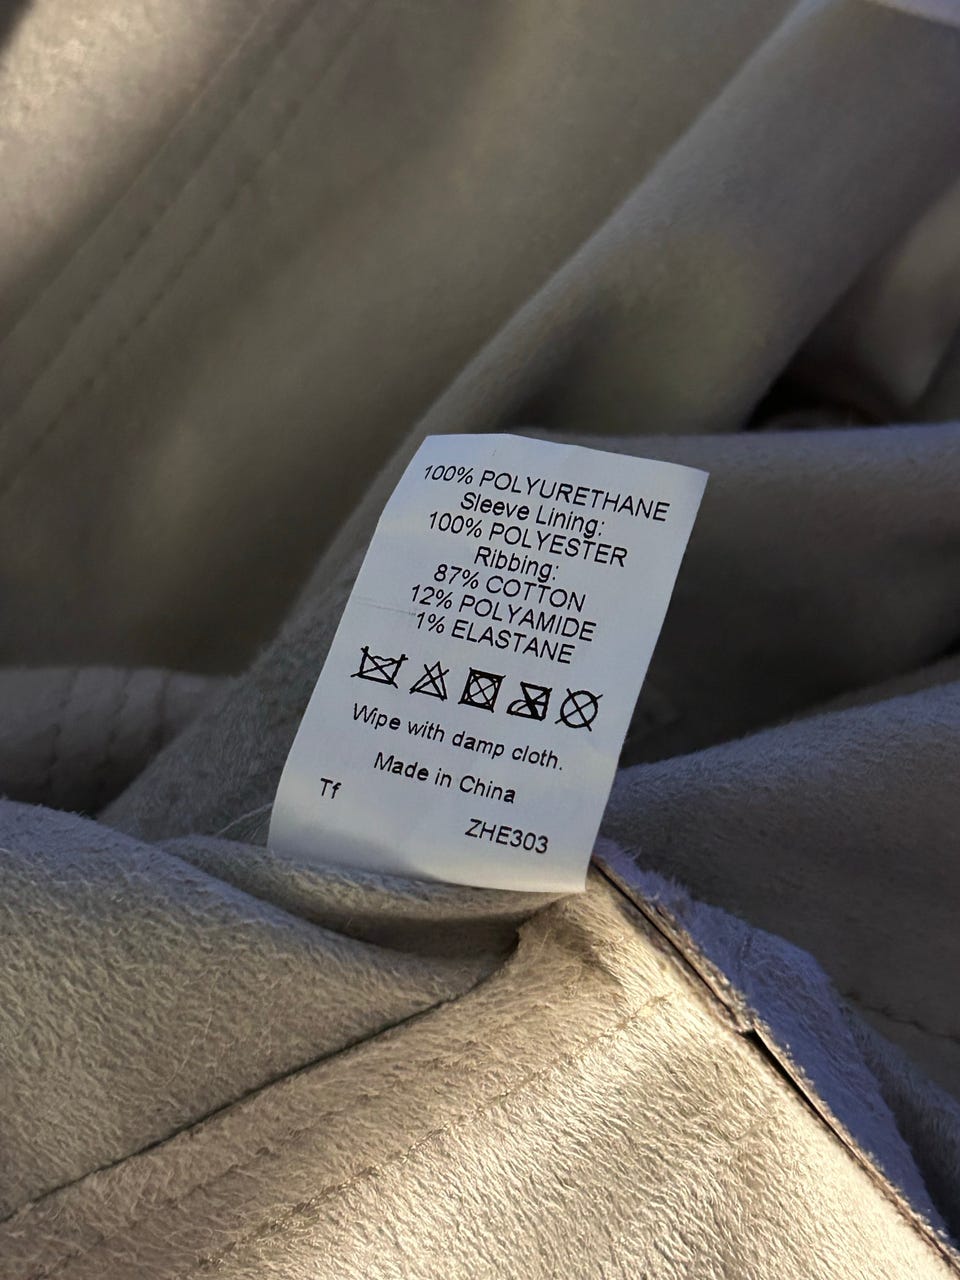 100% POLYURETHANE
Sleeve Lining:
100% POLYESTER
Ribbing:
87% COTTON
12% POLYAMIDE
1% ELASTANE
Wipe with damp cloth.
Made in China
Tf
ZHE303